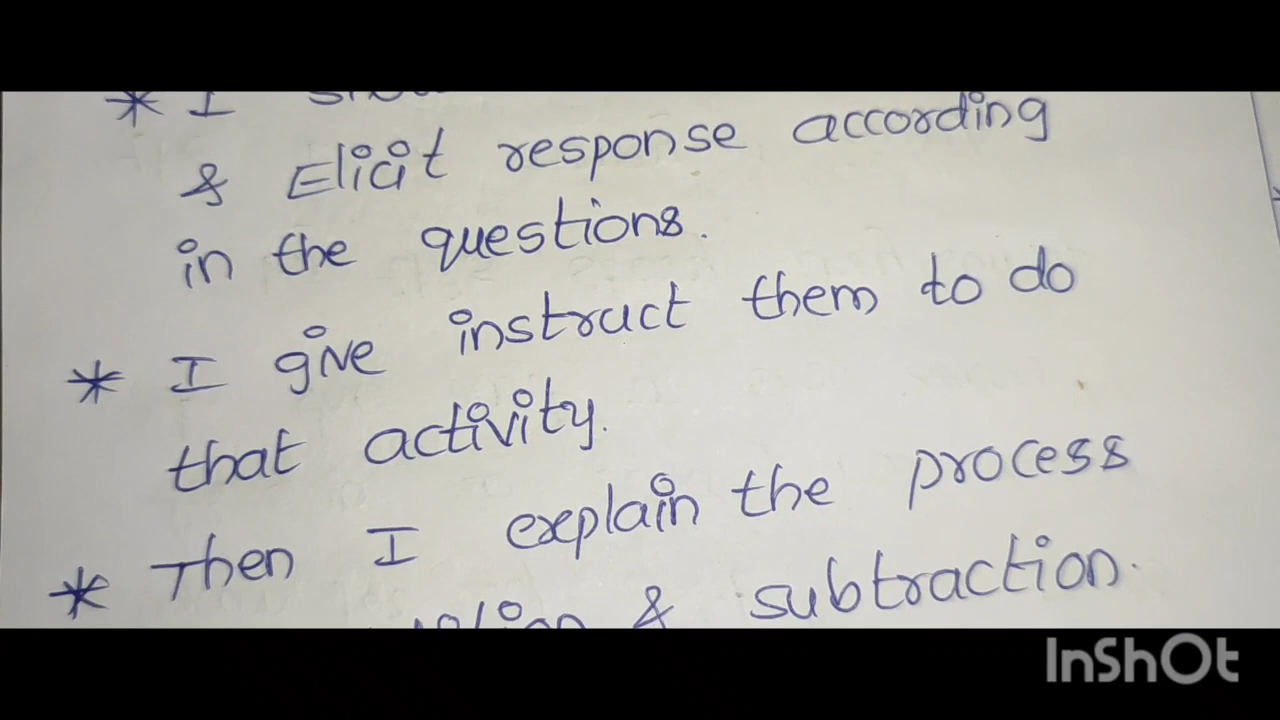 * I
& Elicit response according
in the questions.
* I give instruct them to do
that activity.
* Then I explain the process
& subtraction.
InShOt